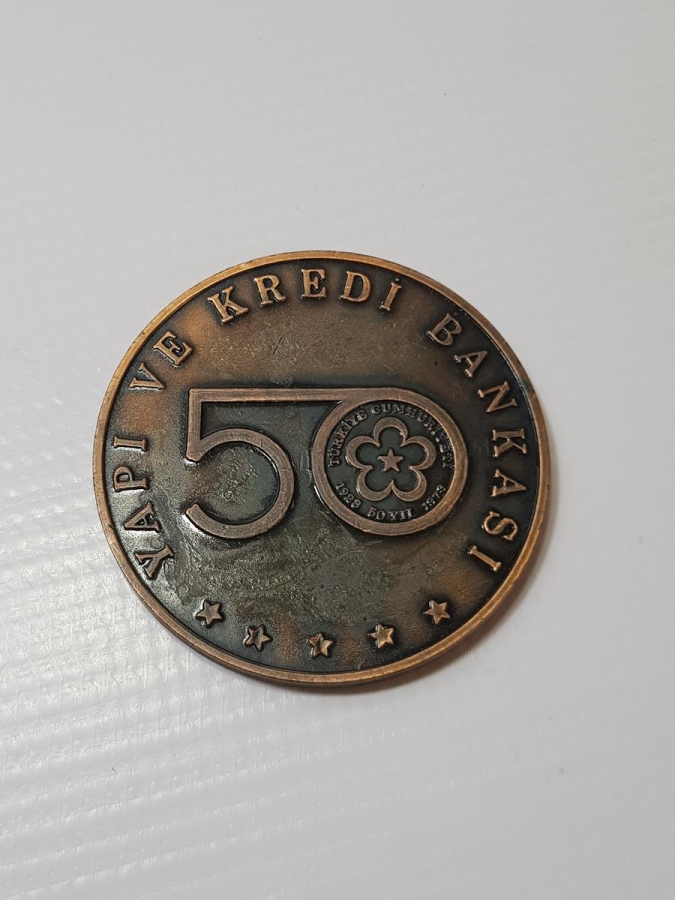 YAPI VE KREDİ BANKASI
50
TÜRKİYE CUMHURİYETİ
1923 50 YIL 1973